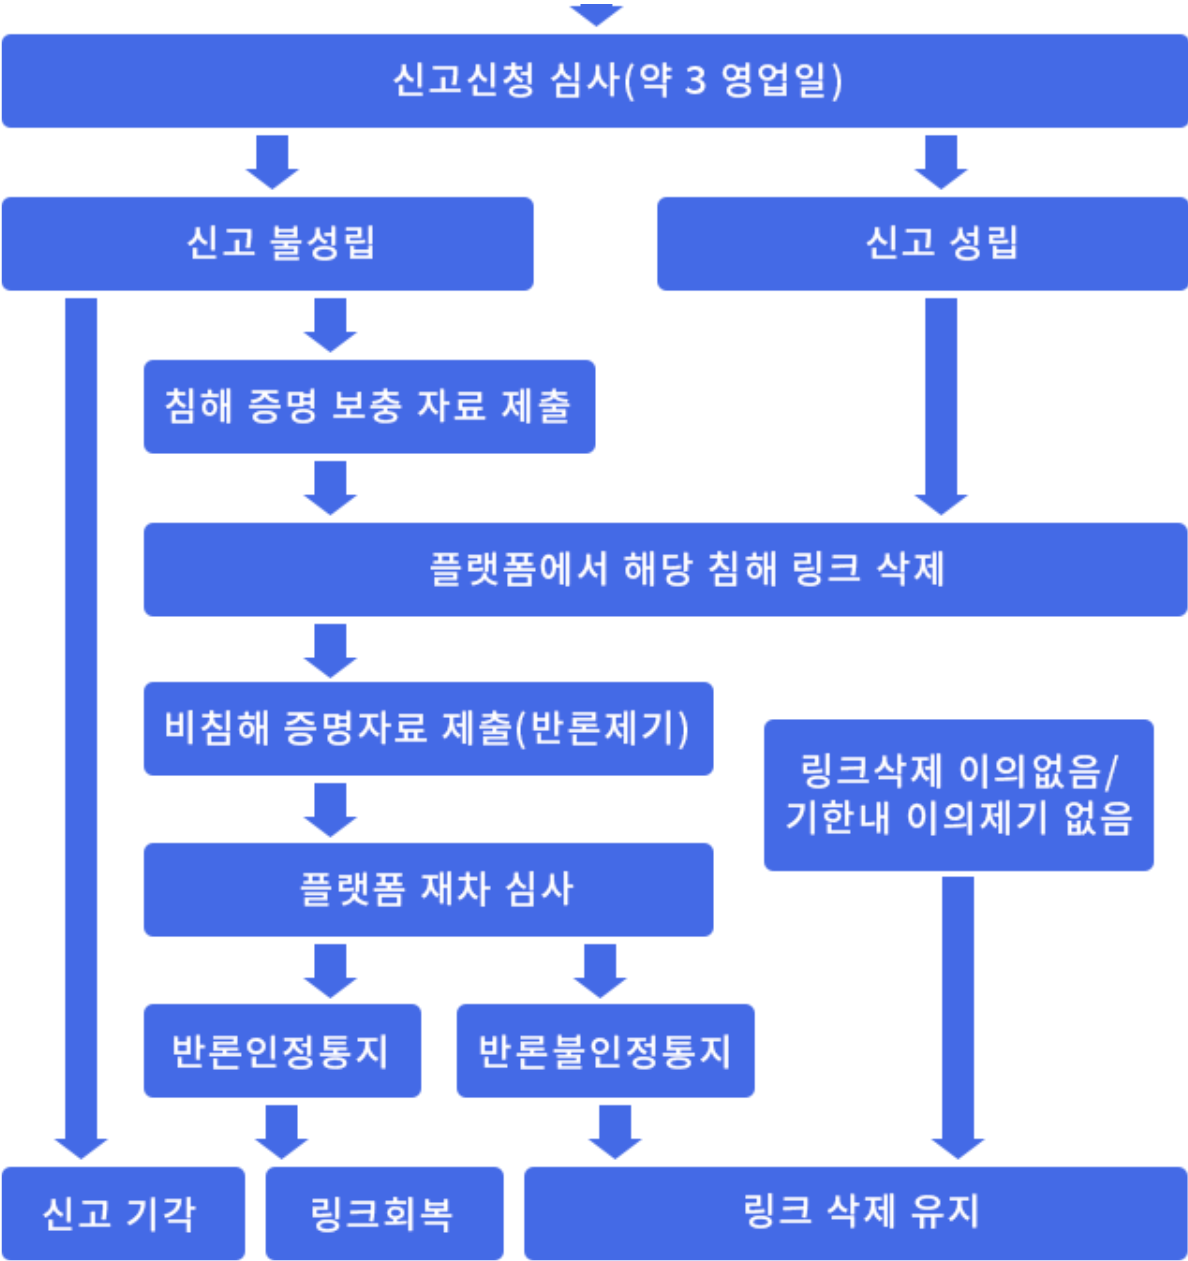 신고신청 심사(약 3 영업일)
신고 불성립
신고 성립
침해 증명 보충 자료 제출
플랫폼에서 해당 침해 링크 삭제
비침해 증명자료 제출(반론제기)
링크삭제 이의없음/
기한내 이의제기 없음
플랫폼 재차 심사
반론인정통지
반론불인정통지
신고 기각
링크회복
링크 삭제 유지